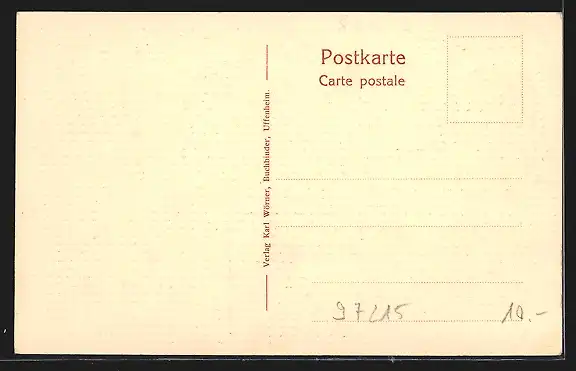 Postkarte
Carte postale
Verlag Karl Wörner, Buchbinder, Uffenheim.
97215
10.-